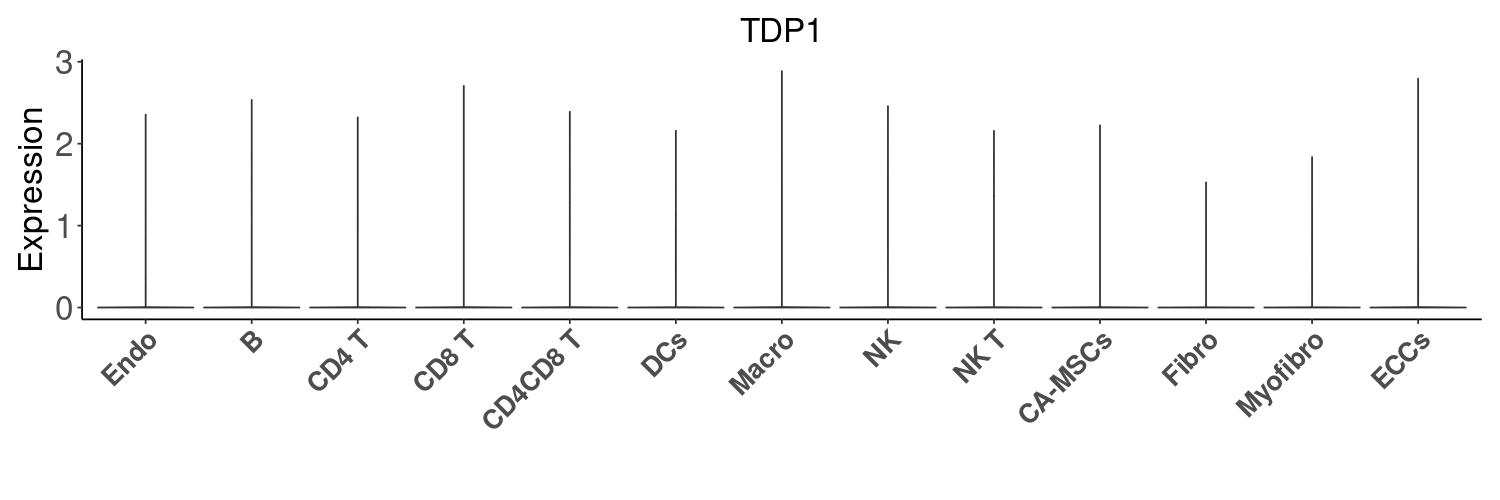 TDP1
Expression
3
2
1
0
Endo
B
CD4 T
CD8 T
CD4CD8 T
DCs
Macro
NK
NK T
CA-MSCs
Fibro
Myofibro
ECCs